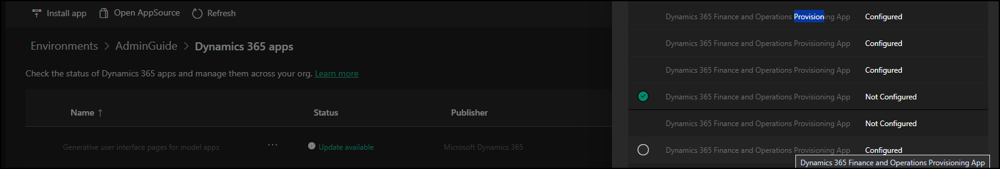 Install app Open AppSource Refresh
Environments > AdminGuide > Dynamics 365 apps
Check the status of Dynamics 365 apps and manage them across your org. Learn more
Name ↑ Status Publisher
Generative user interface pages for model apps ... Update available Microsoft Dynamics 365
Dynamics 365 Finance and Operations Provisioning App Configured
Dynamics 365 Finance and Operations Provisioning App Configured
Dynamics 365 Finance and Operations Provisioning App Configured
Dynamics 365 Finance and Operations Provisioning App Not Configured
Dynamics 365 Finance and Operations Provisioning App Not Configured
Dynamics 365 Finance and Operations Provisioning App Configured
Dynamics 365 Finance and Operations Provisioning App